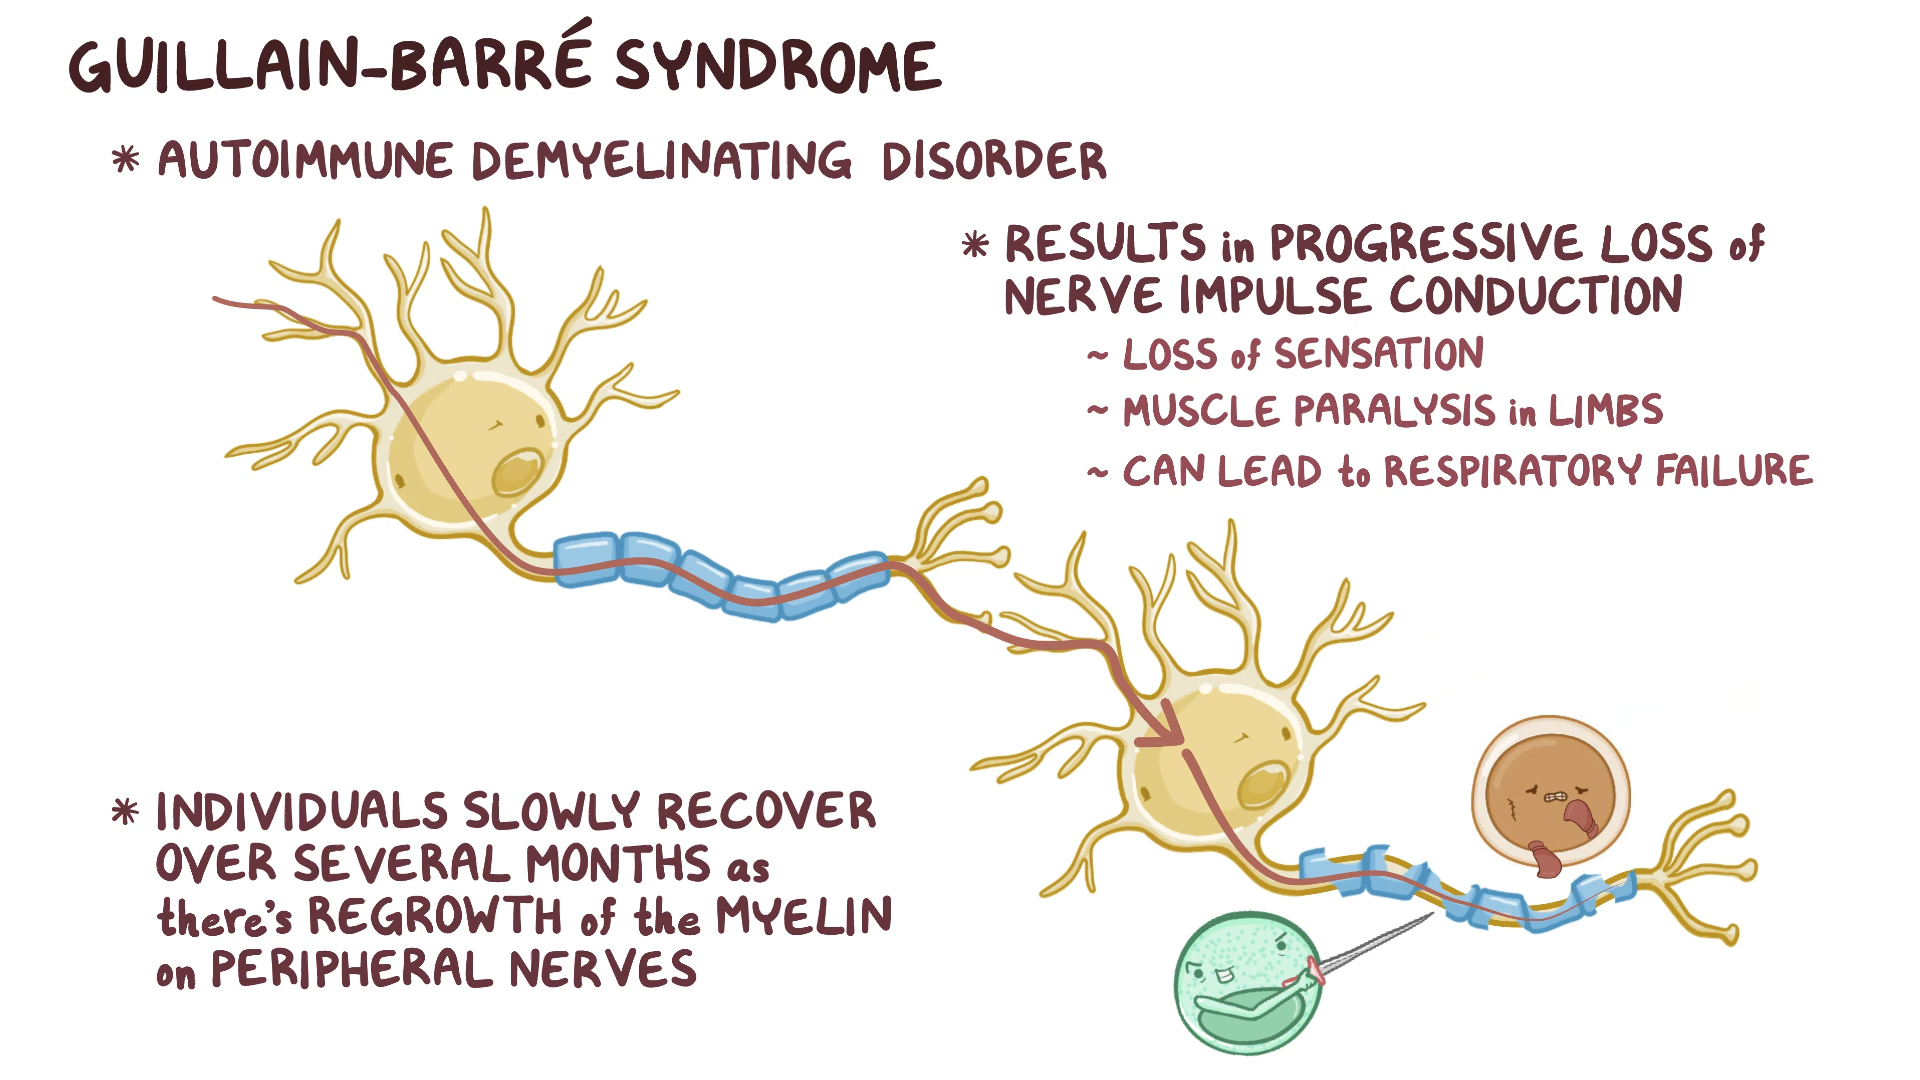 GUILLAIN-BARRÉ SYNDROME
* AUTOIMMUNE DEMYELINATING DISORDER
* RESULTS in PROGRESSIVE LOSS of
NERVE IMPULSE CONDUCTION
~ LOSS of SENSATION
~ MUSCLE PARALYSIS in LIMBS
~ CAN LEAD to RESPIRATORY FAILURE
* INDIVIDUALS SLOWLY RECOVER
OVER SEVERAL MONTHS as
there's REGROWTH of the MYELIN
on PERIPHERAL NERVES